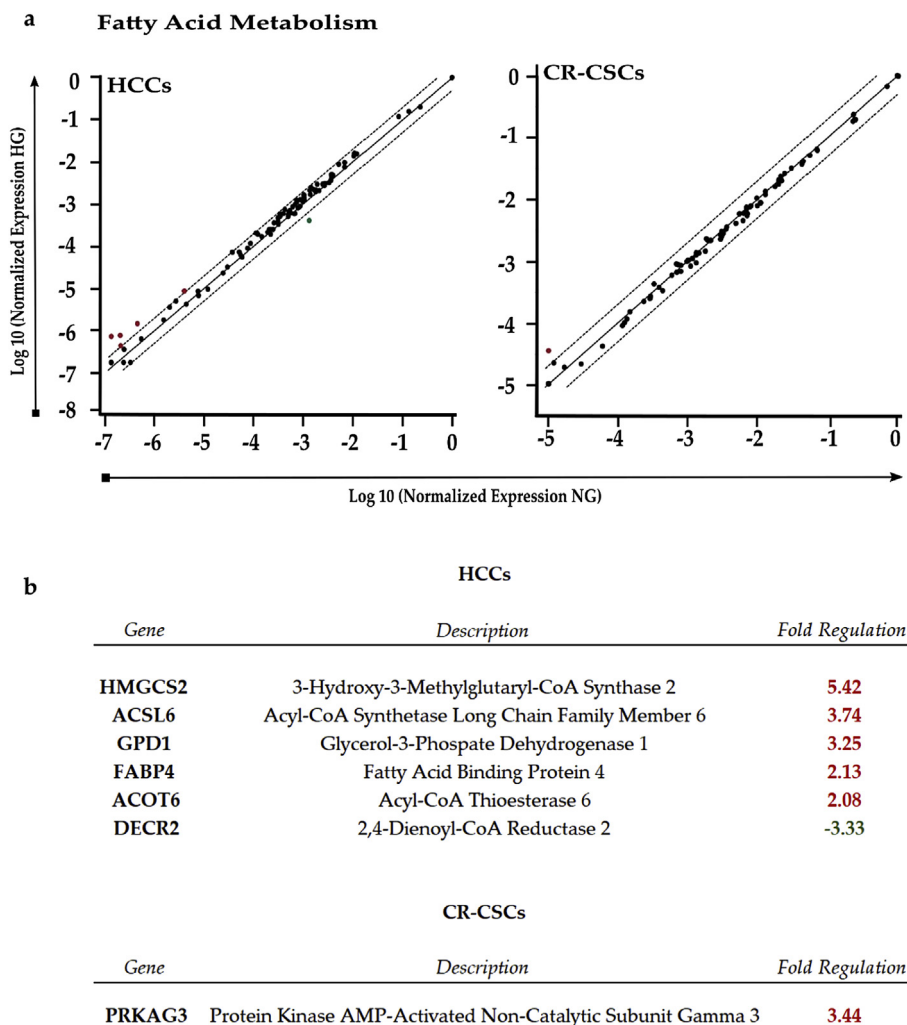 a Fatty Acid Metabolism
HCCs
CR-CSCs
Log 10 (Normalized Expression HG)
0
-1
-2
-3
-4
-5
-6
-7
-8
-7 -6 -5 -4 -3 -2 -1 0
0
-1
-2
-3
-4
-5
-5 -4 -3 -2 -1 0
Log 10 (Normalized Expression NG)
b
HCCs
Gene Description Fold Regulation
HMGCS2 3-Hydroxy-3-Methylglutaryl-CoA Synthase 2 5.42
ACSL6 Acyl-CoA Synthetase Long Chain Family Member 6 3.74
GPD1 Glycerol-3-Phospate Dehydrogenase 1 3.25
FABP4 Fatty Acid Binding Protein 4 2.13
ACOT6 Acyl-CoA Thioesterase 6 2.08
DECR2 2,4-Dienoyl-CoA Reductase 2 -3.33
CR-CSCs
Gene Description Fold Regulation
PRKAG3 Protein Kinase AMP-Activated Non-Catalytic Subunit Gamma 3 3.44